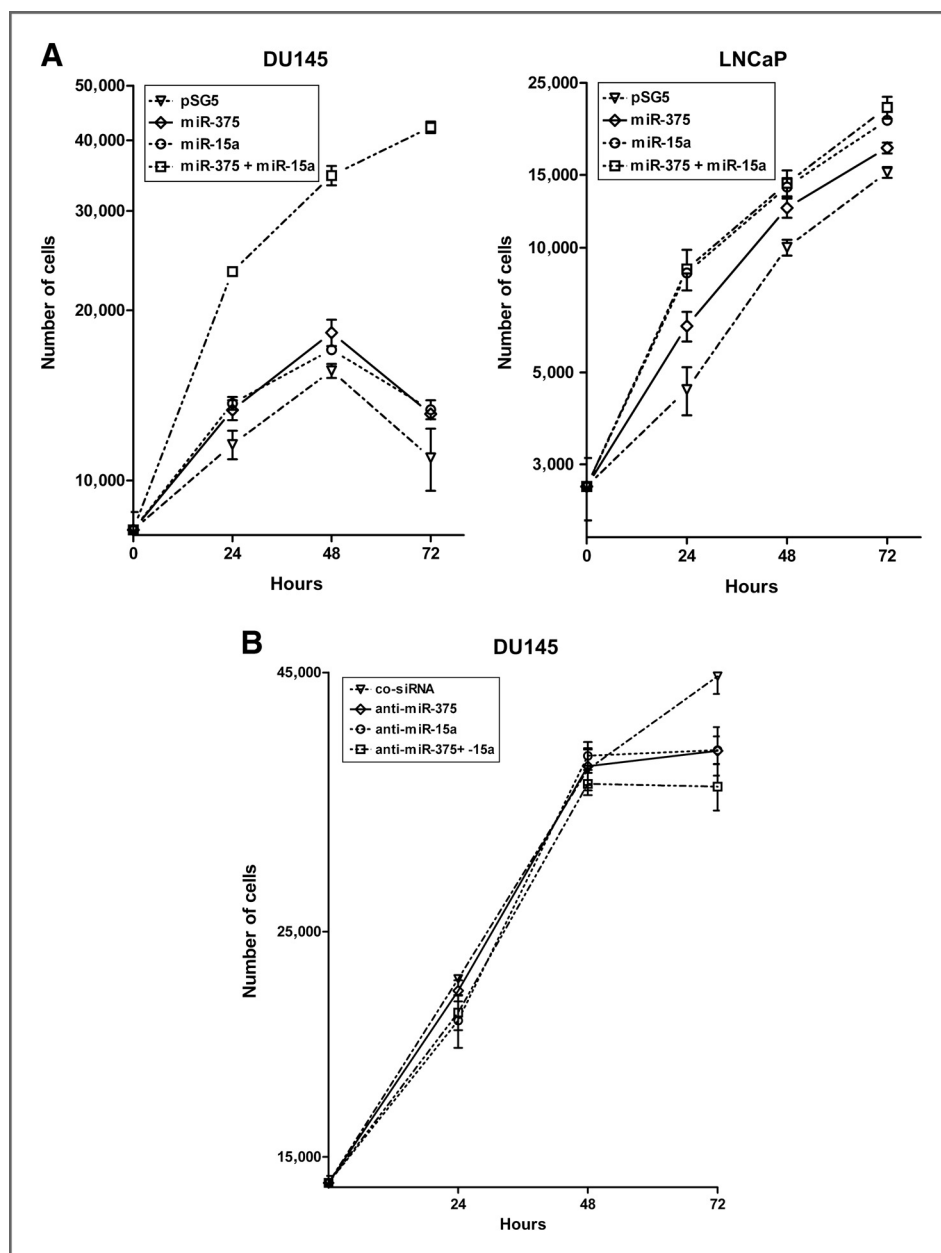 A
DU145
50,000
40,000
30,000
20,000
10,000
Number of cells
pSG5
miR-375
miR-15a
miR-375 + miR-15a
0
24
48
72
Hours
LNCaP
25,000
15,000
10,000
5,000
3,000
Number of cells
pSG5
miR-375
miR-15a
miR-375 + miR-15a
0
24
48
72
Hours
B
DU145
45,000
25,000
15,000
Number of cells
co-siRNA
anti-miR-375
anti-miR-15a
anti-miR-375+ -15a
24
48
72
Hours